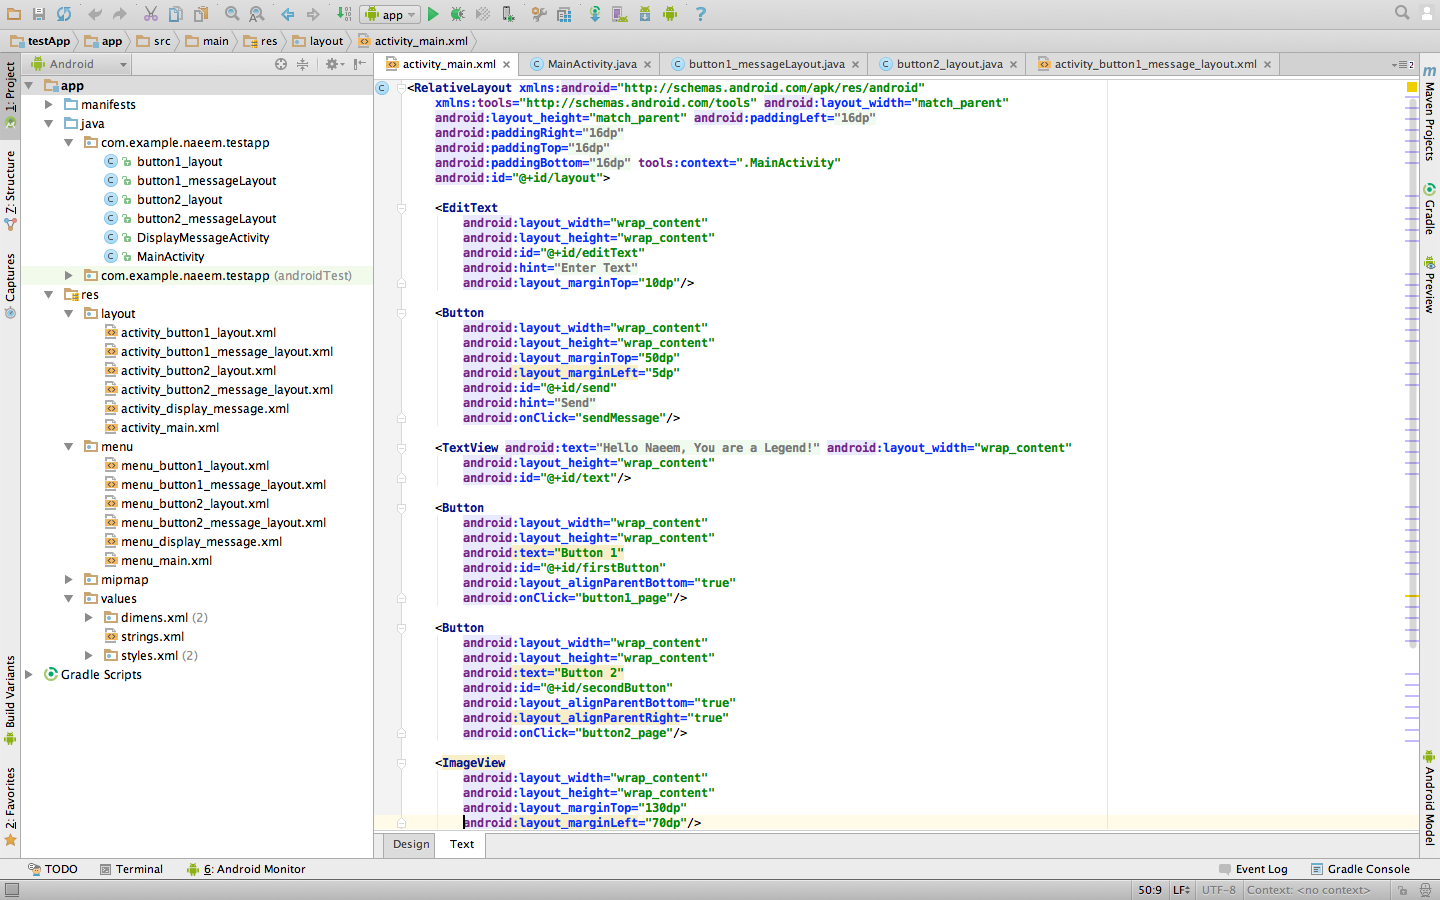 app
testApp app src main res layout activity_main.xml
Android
activity_main.xml MainActivity.java button1_messageLayout.java button2_layout.java activity_button1_message_layout.xml 2
1: Project
Z: Structure
Captures
Build Variants
2: Favorites
app
manifests
java
com.example.naeem.testapp
button1_layout
button1_messageLayout
button2_layout
button2_messageLayout
DisplayMessageActivity
MainActivity
com.example.naeem.testapp (androidTest)
res
layout
activity_button1_layout.xml
activity_button1_message_layout.xml
activity_button2_layout.xml
activity_button2_message_layout.xml
activity_display_message.xml
activity_main.xml
menu
menu_button1_layout.xml
menu_button1_message_layout.xml
menu_button2_layout.xml
menu_button2_message_layout.xml
menu_display_message.xml
menu_main.xml
mipmap
values
dimens.xml (2)
strings.xml
styles.xml (2)
Gradle Scripts
<RelativeLayout xmlns:android="http://schemas.android.com/apk/res/android"
xmlns:tools="http://schemas.android.com/tools" android:layout_width="match_parent"
android:layout_height="match_parent" android:paddingLeft="16dp"
android:paddingRight="16dp"
android:paddingTop="16dp"
android:paddingBottom="16dp" tools:context=".MainActivity"
android:id="@+id/layout">
<EditText
android:layout_width="wrap_content"
android:layout_height="wrap_content"
android:id="@+id/editText"
android:hint="Enter Text"
android:layout_marginTop="10dp"/>
<Button
android:layout_width="wrap_content"
android:layout_height="wrap_content"
android:layout_marginTop="50dp"
android:layout_marginLeft="5dp"
android:id="@+id/send"
android:hint="Send"
android:onClick="sendMessage"/>
<TextView android:text="Hello Naeem, You are a Legend!" android:layout_width="wrap_content"
android:layout_height="wrap_content"
android:id="@+id/text"/>
<Button
android:layout_width="wrap_content"
android:layout_height="wrap_content"
android:text="Button 1"
android:id="@+id/firstButton"
android:layout_alignParentBottom="true"
android:onClick="button1_page"/>
<Button
android:layout_width="wrap_content"
android:layout_height="wrap_content"
android:text="Button 2"
android:id="@+id/secondButton"
android:layout_alignParentBottom="true"
android:layout_alignParentRight="true"
android:onClick="button2_page"/>
<ImageView
android:layout_width="wrap_content"
android:layout_height="wrap_content"
android:layout_marginTop="130dp"
android:layout_marginLeft="70dp"/>
Maven Projects
Gradle
Preview
Android Model
Design Text
TODO Terminal 6: Android Monitor Event Log Gradle Console
50:9 LF UTF-8 Context: <no context>